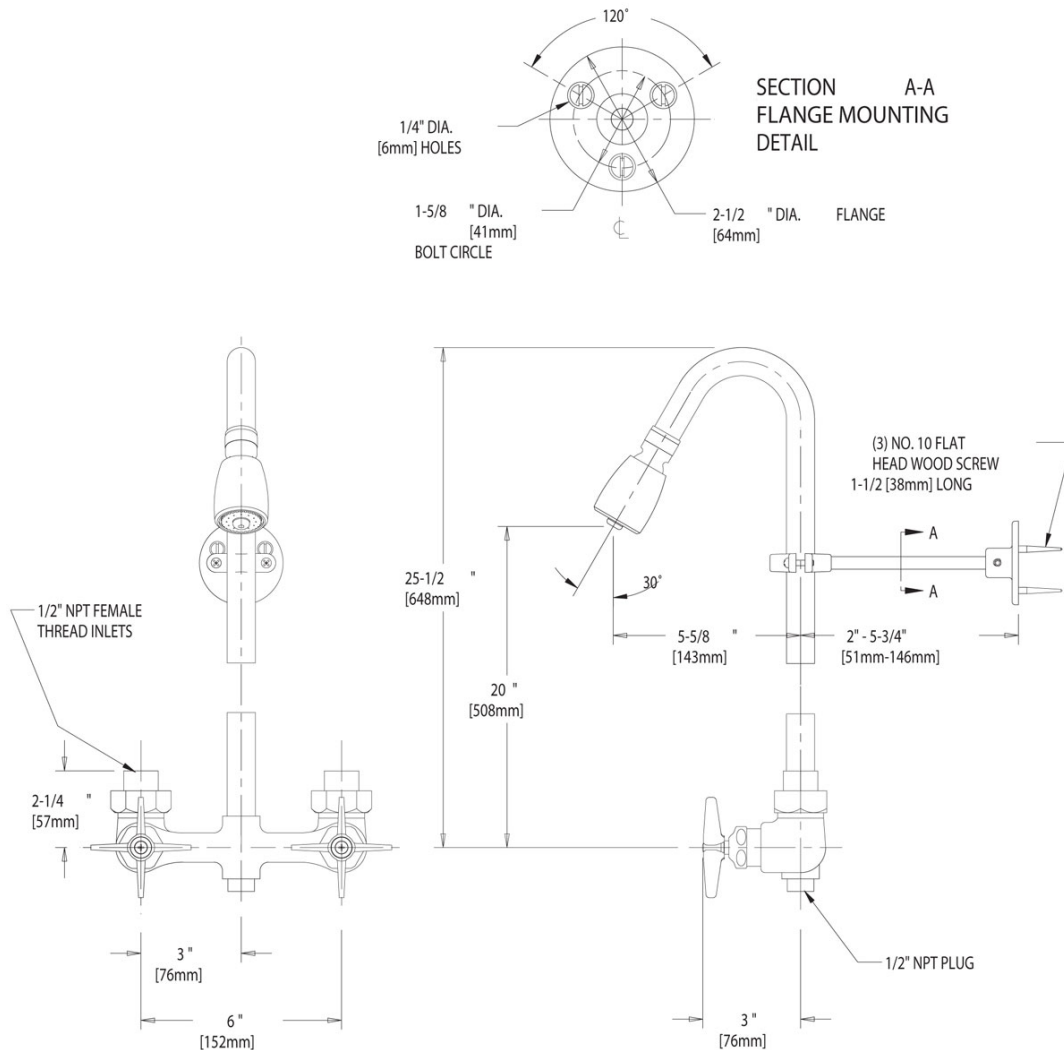 120°
SECTION A-A
FLANGE MOUNTING
DETAIL
1/4" DIA.
[6mm] HOLES
1-5/8 " DIA.
[41mm]
BOLT CIRCLE
2-1/2 " DIA. FLANGE
[64mm]
(3) NO. 10 FLAT
HEAD WOOD SCREW
1-1/2 [38mm] LONG
A
A
25-1/2 "
[648mm]
30°
1/2" NPT FEMALE
THREAD INLETS
5-5/8 "
[143mm]
2" - 5-3/4"
[51mm-146mm]
20 "
[508mm]
2-1/4 "
[57mm]
3 "
[76mm]
1/2" NPT PLUG
6 "
[152mm]
3 "
[76mm]